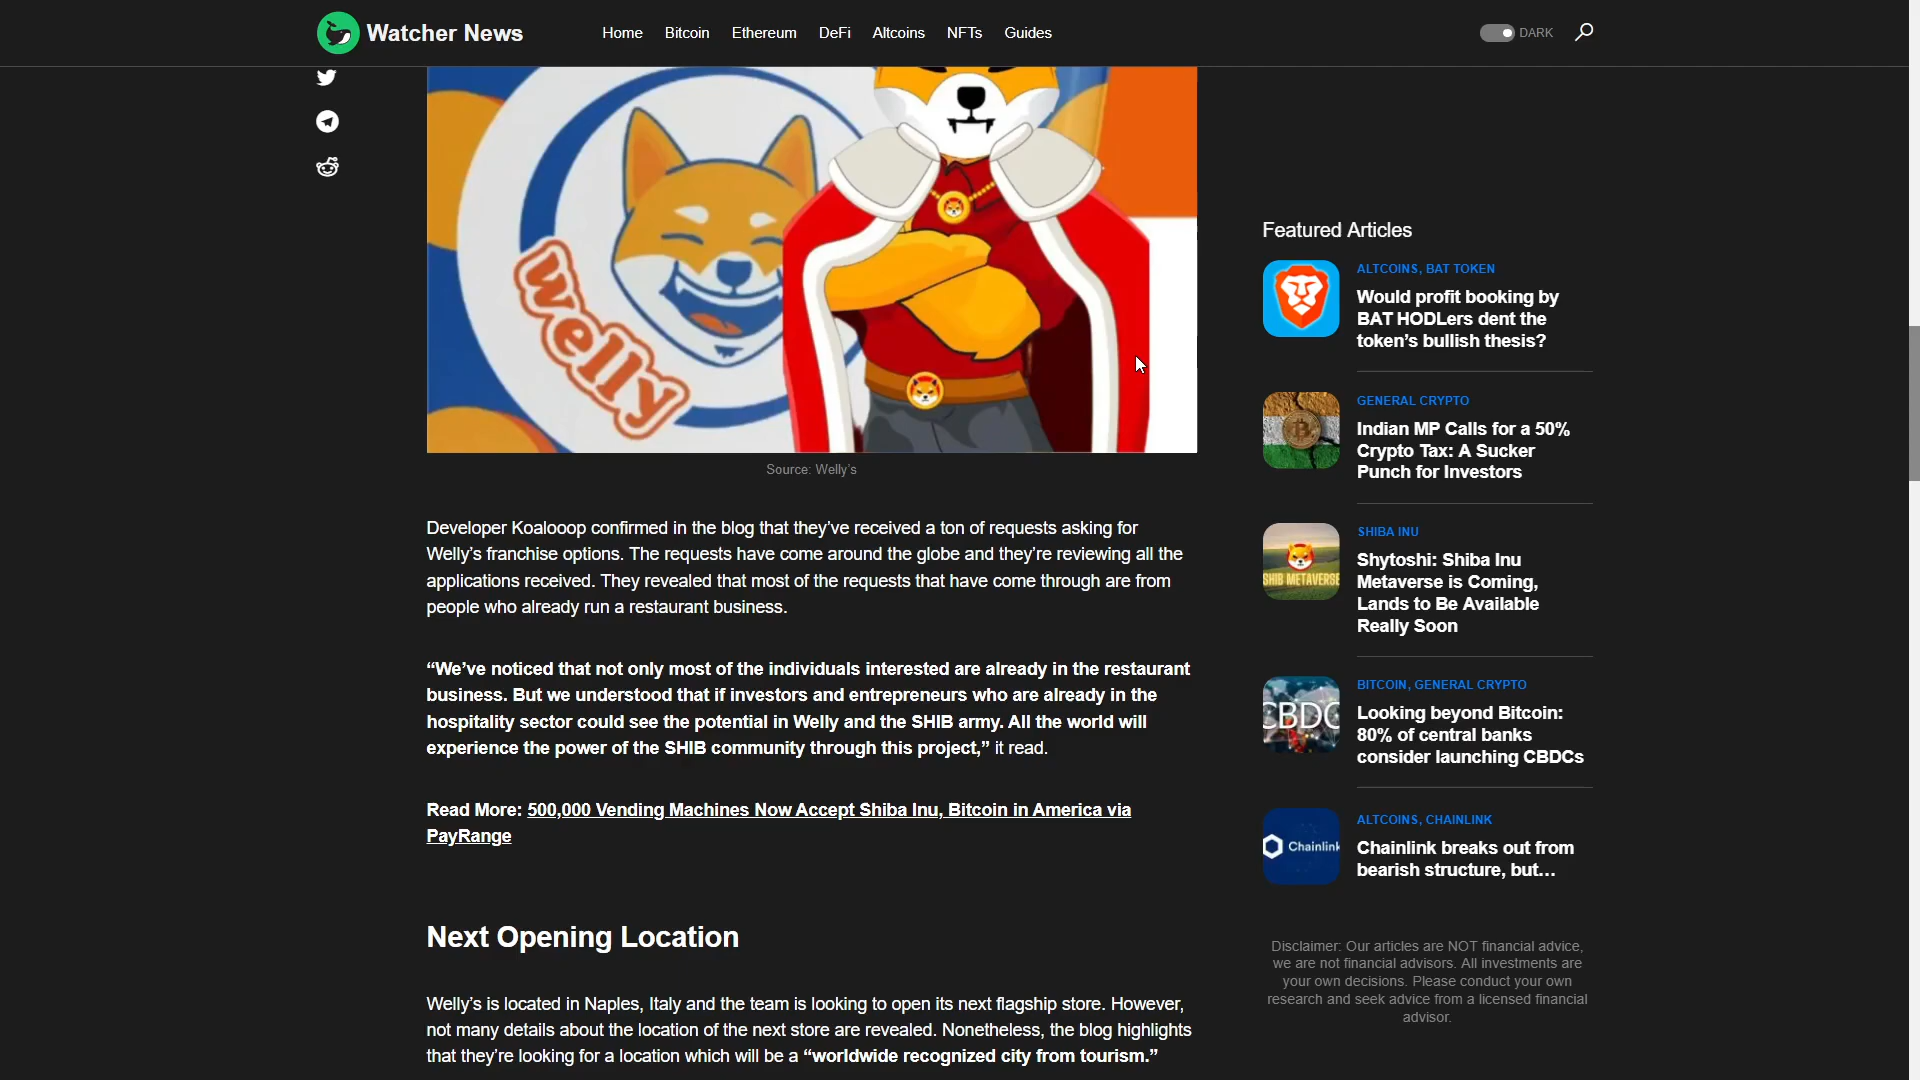 Watcher News
Home
Bitcoin
Ethereum
DeFi
Altcoins
NFTs
Guides
DARK
welly
Source: Welly's
Developer Koalooop confirmed in the blog that they've received a ton of requests asking for
Welly's franchise options. The requests have come around the globe and they're reviewing all the
applications received. They revealed that most of the requests that have come through are from
people who already run a restaurant business.
“We've noticed that not only most of the individuals interested are already in the restaurant
business. But we understood that if investors and entrepreneurs who are already in the
hospitality sector could see the potential in Welly and the SHIB army. All the world will
experience the power of the SHIB community through this project,” it read.
Read More: 500,000 Vending Machines Now Accept Shiba Inu, Bitcoin in America via
PayRange
Next Opening Location
Welly's is located in Naples, Italy and the team is looking to open its next flagship store. However,
not many details about the location of the next store are revealed. Nonetheless, the blog highlights
that they're looking for a location which will be a “worldwide recognized city from tourism.”
Featured Articles
ALTCOINS, BAT TOKEN
Would profit booking by
BAT HODLers dent the
token's bullish thesis?
GENERAL CRYPTO
Indian MP Calls for a 50%
Crypto Tax: A Sucker
Punch for Investors
SHIB METAVERSE
SHIBA INU
Shytoshi: Shiba Inu
Metaverse is Coming,
Lands to Be Available
Really Soon
CBDC
BITCOIN, GENERAL CRYPTO
Looking beyond Bitcoin:
80% of central banks
consider launching CBDCs
Chainlink
ALTCOINS, CHAINLINK
Chainlink breaks out from
bearish structure, but…
Disclaimer: Our articles are NOT financial advice,
we are not financial advisors. All investments are
your own decisions. Please conduct your own
research and seek advice from a licensed financial
advisor.